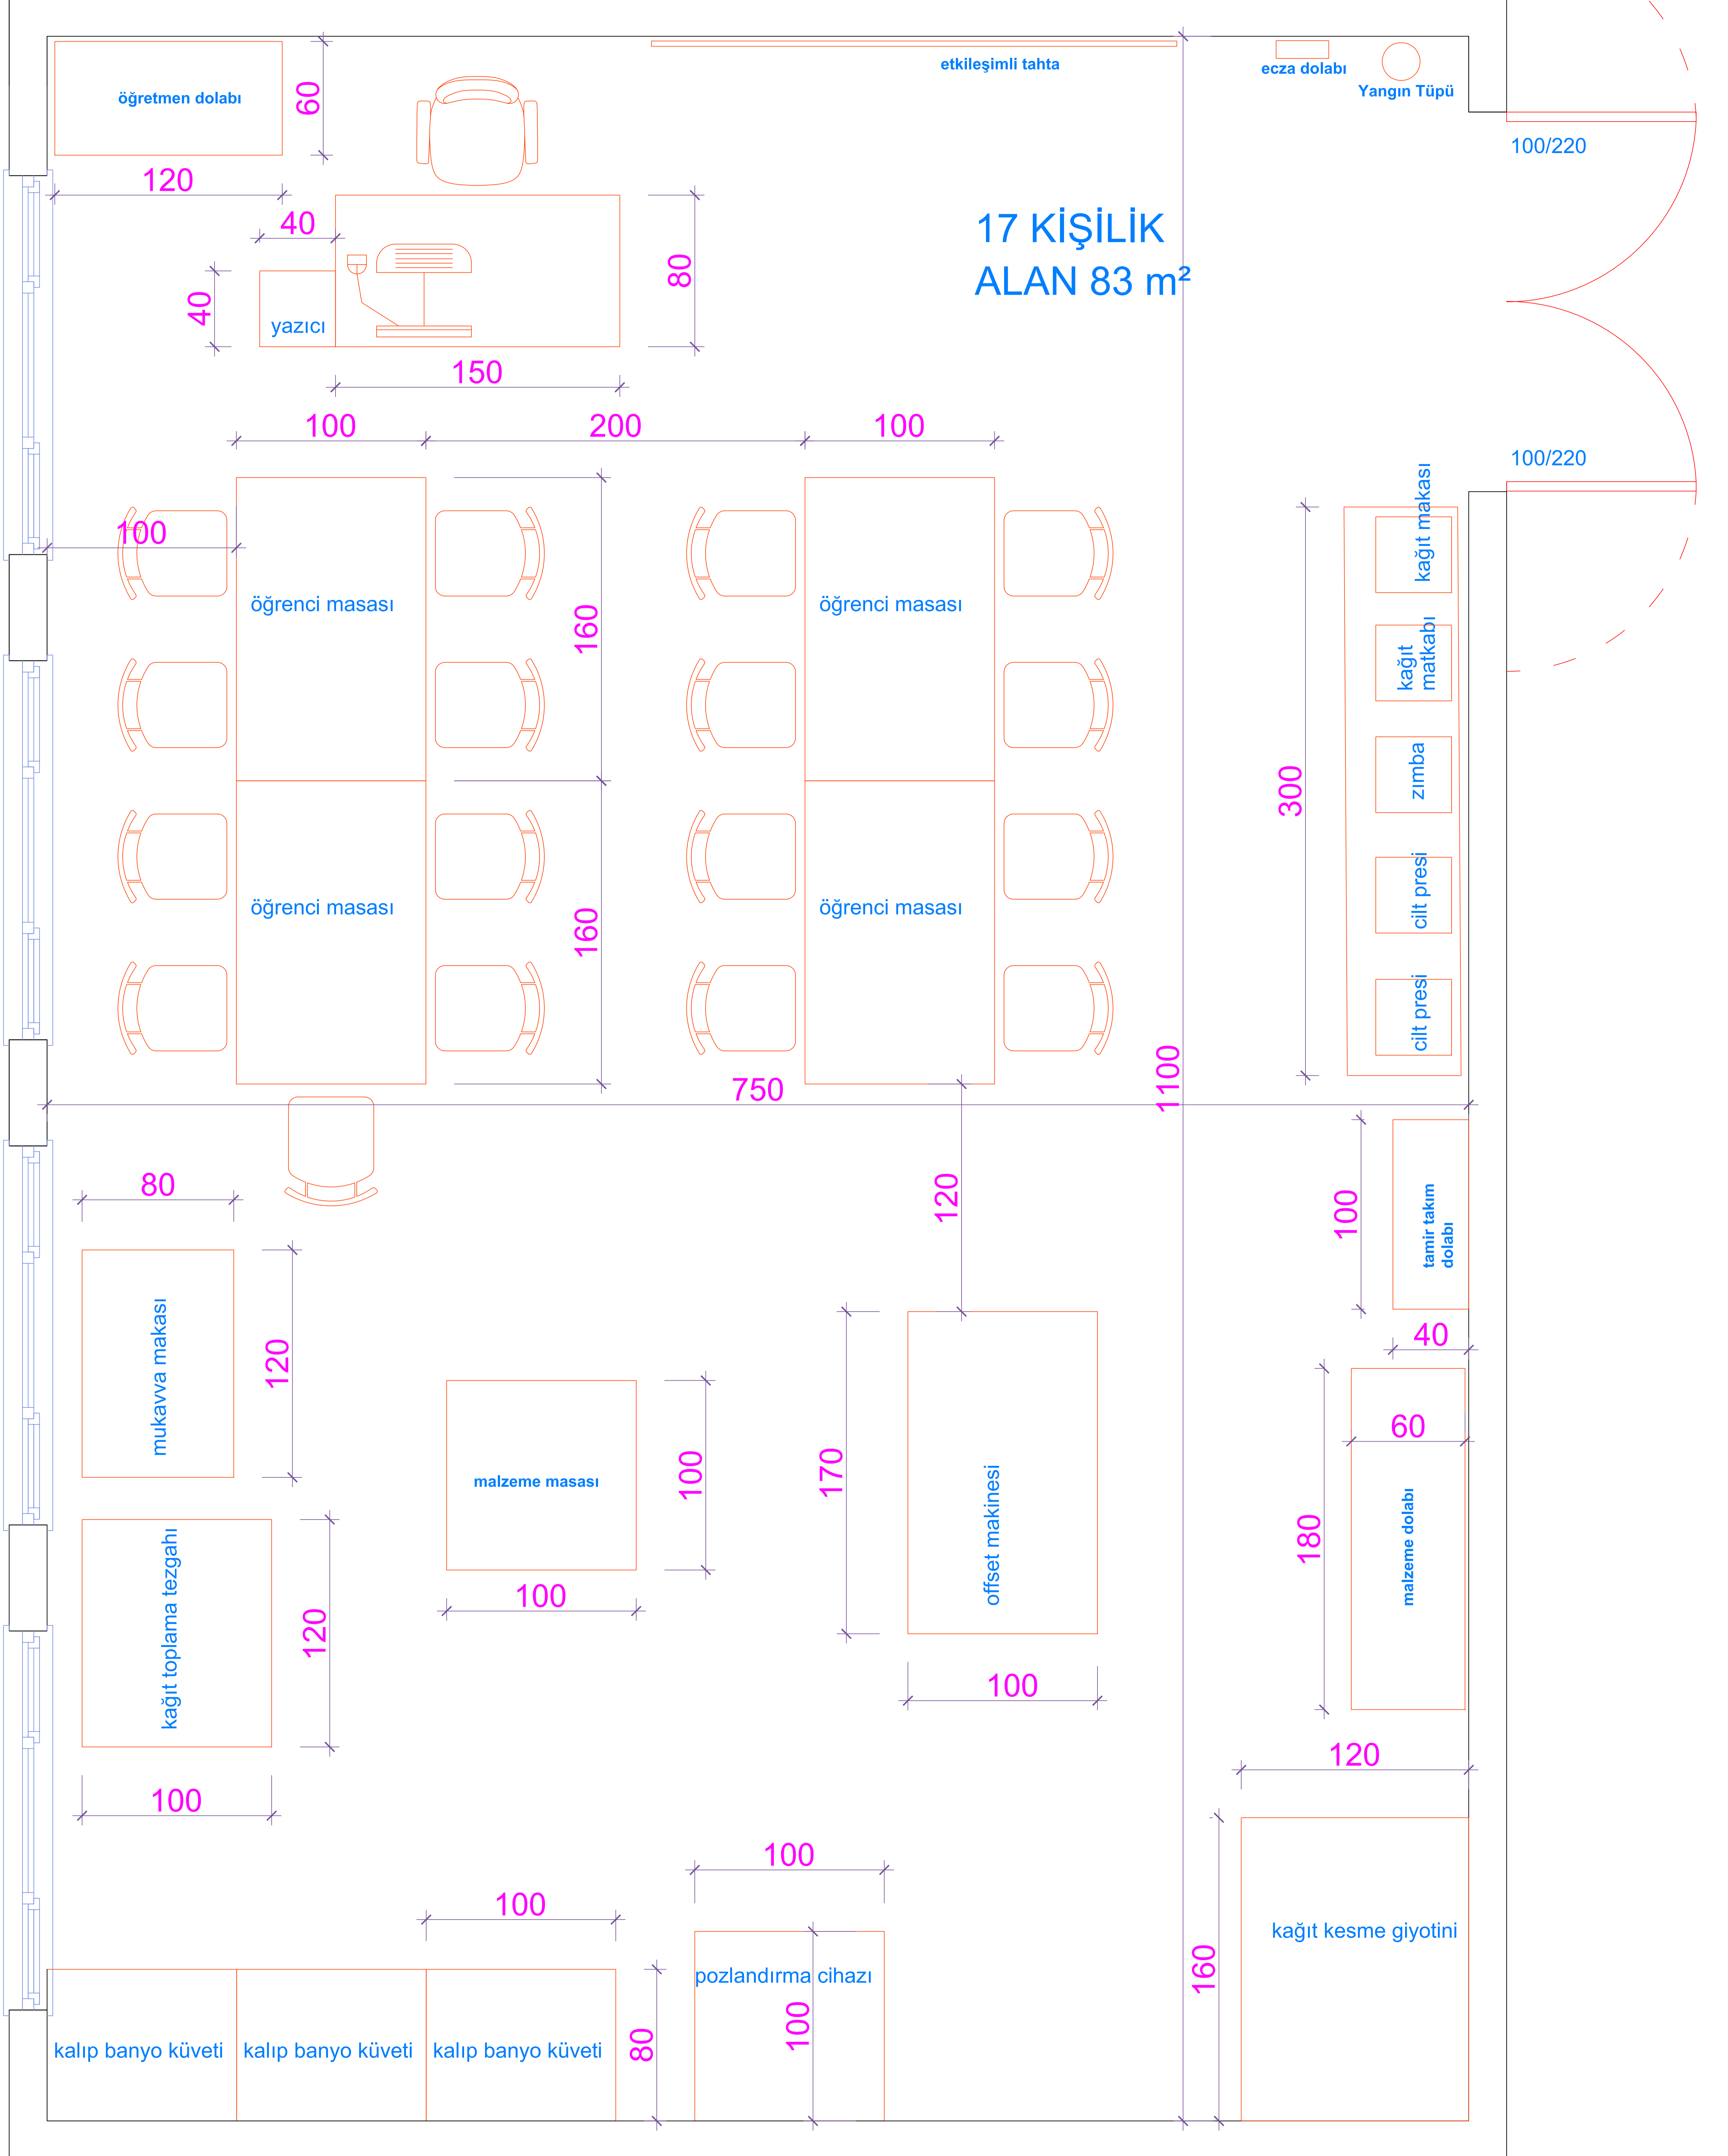 etkileşimli tahta
ecza dolabı
Yangın Tüpü
öğretmen dolabı
60
120
100/220
40
17 KİŞİLİK
ALAN 83 m²
80
40
yazıcı
150
100
200
100
100/220
100
kağıt makası
öğrenci masası
öğrenci masası
160
kağıt
matkabı
zımba
300
cilt presi
öğrenci masası
öğrenci masası
160
cilt presi
750
1100
80
120
100
tamir takım
dolabı
mukavva makası
120
40
malzeme masası
100
170
offset makinesi
60
180
malzeme dolabı
kağıt toplama tezgahı
120
100
100
120
100
100
100
160
kağıt kesme giyotini
pozlandırma cihazı
100
kalıp banyo küveti
kalıp banyo küveti
kalıp banyo küveti
80